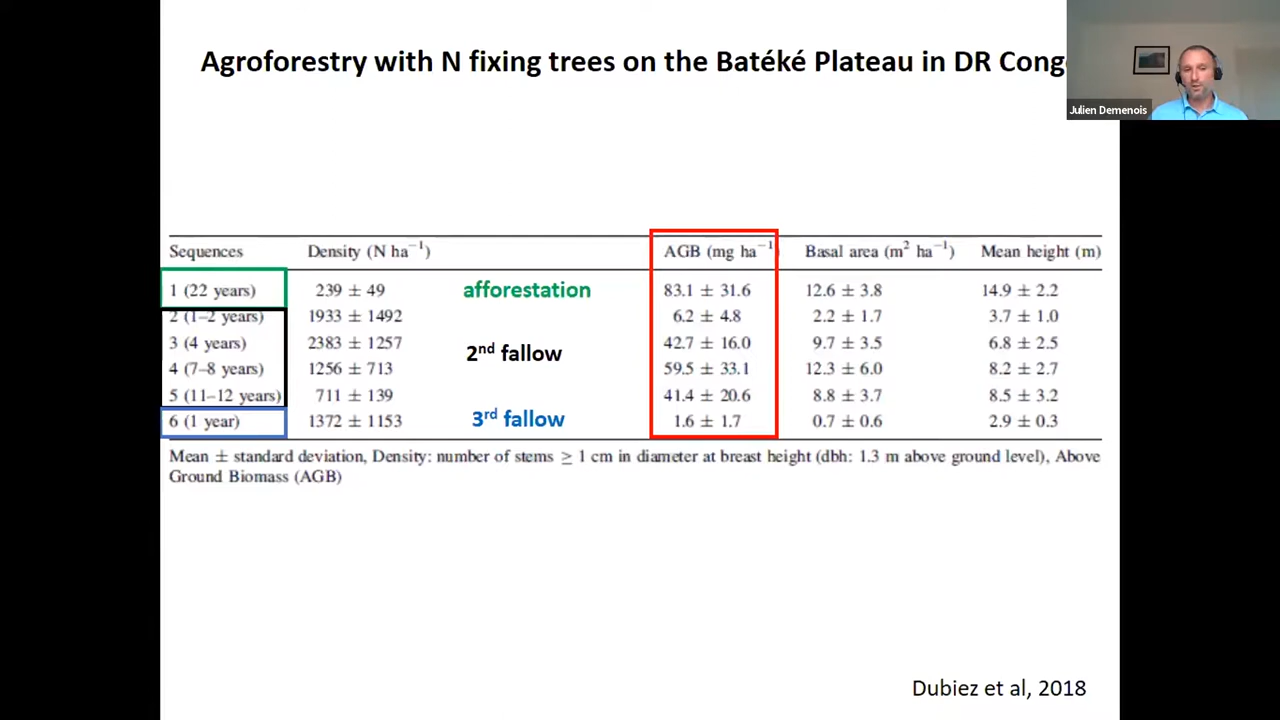 Agroforestry with N fixing trees on the Batéké Plateau in DR Cong
Julien Demenois
Sequences Density (N ha⁻¹) AGB (mg ha⁻¹ Basal area (m² ha⁻¹) Mean height (m)
1 (22 years) 239 ± 49 afforestation 83.1 ± 31.6 12.6 ± 3.8 14.9 ± 2.2
2 (1–2 years) 1933 ± 1492 6.2 ± 4.8 2.2 ± 1.7 3.7 ± 1.0
3 (4 years) 2383 ± 1257 2nd fallow 42.7 ± 16.0 9.7 ± 3.5 6.8 ± 2.5
4 (7–8 years) 1256 ± 713 59.5 ± 33.1 12.3 ± 6.0 8.2 ± 2.7
5 (11–12 years) 711 ± 139 41.4 ± 20.6 8.8 ± 3.7 8.5 ± 3.2
6 (1 year) 1372 ± 1153 3rd fallow 1.6 ± 1.7 0.7 ± 0.6 2.9 ± 0.3
Mean ± standard deviation, Density: number of stems ≥ 1 cm in diameter at breast height (dbh: 1.3 m above ground level), Above
Ground Biomass (AGB)
Dubiez et al, 2018